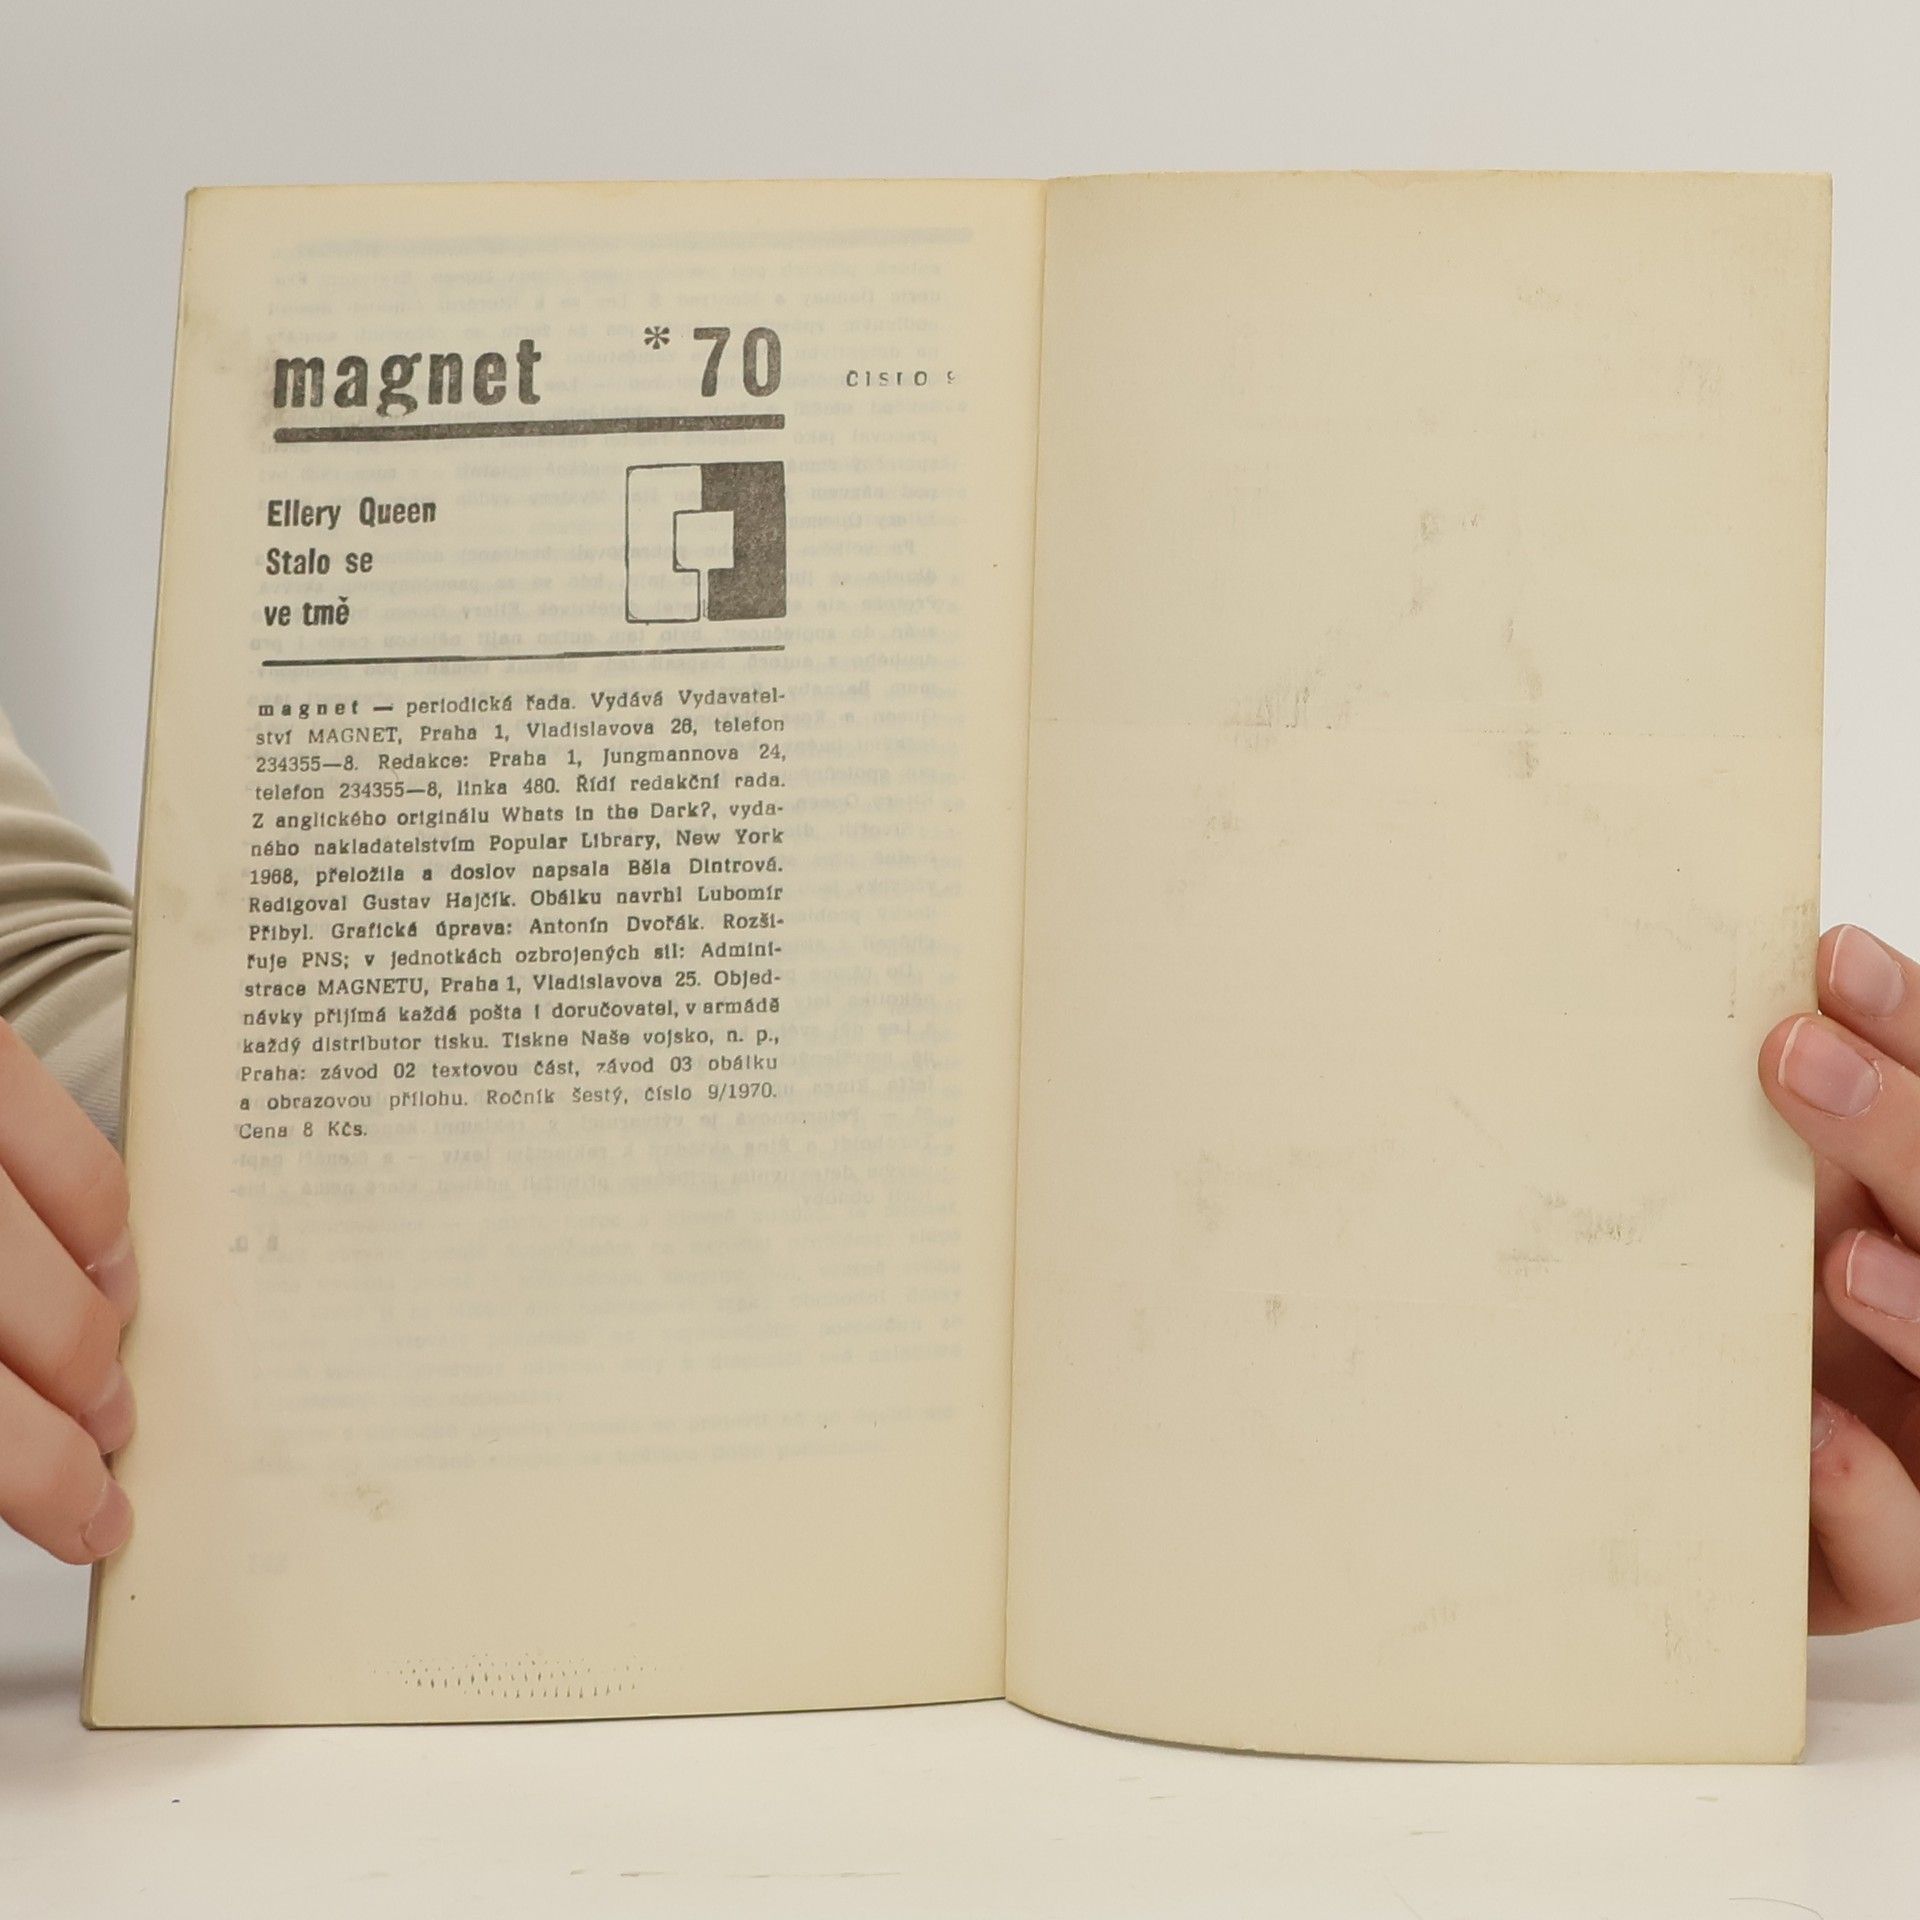 magnet *70 číslo 9
Ellery Queen
Stalo se
ve tmě
magnet — periodická řada. Vydává Vydavatel-
ství MAGNET, Praha 1, Vladislavova 26, telefon
234355—8. Redakce: Praha 1, Jungmannova 24,
telefon 234355—8, linka 480. Řídí redakční rada.
Z anglického originálu Whats in the Dark?, vyda-
ného nakladatelstvím Popular Library, New York
1968, přeložila a doslov napsala Běla Dintrová.
Redigoval Gustav Hajčík. Obálku navrhl Lubomír
Přibyl. Grafická úprava: Antonín Dvořák. Rozši-
řuje PNS; v jednotkách ozbrojených sil: Admini-
strace MAGNETU, Praha 1, Vladislavova 25. Objed-
návky přijímá každá pošta i doručovatel, v armádě
každý distributor tisku. Tiskne Naše vojsko, n. p.,
Praha: závod 02 textovou část, závod 03 obálku
a obrazovou přílohu. Ročník šestý, číslo 9/1970.
Cena 8 Kčs.